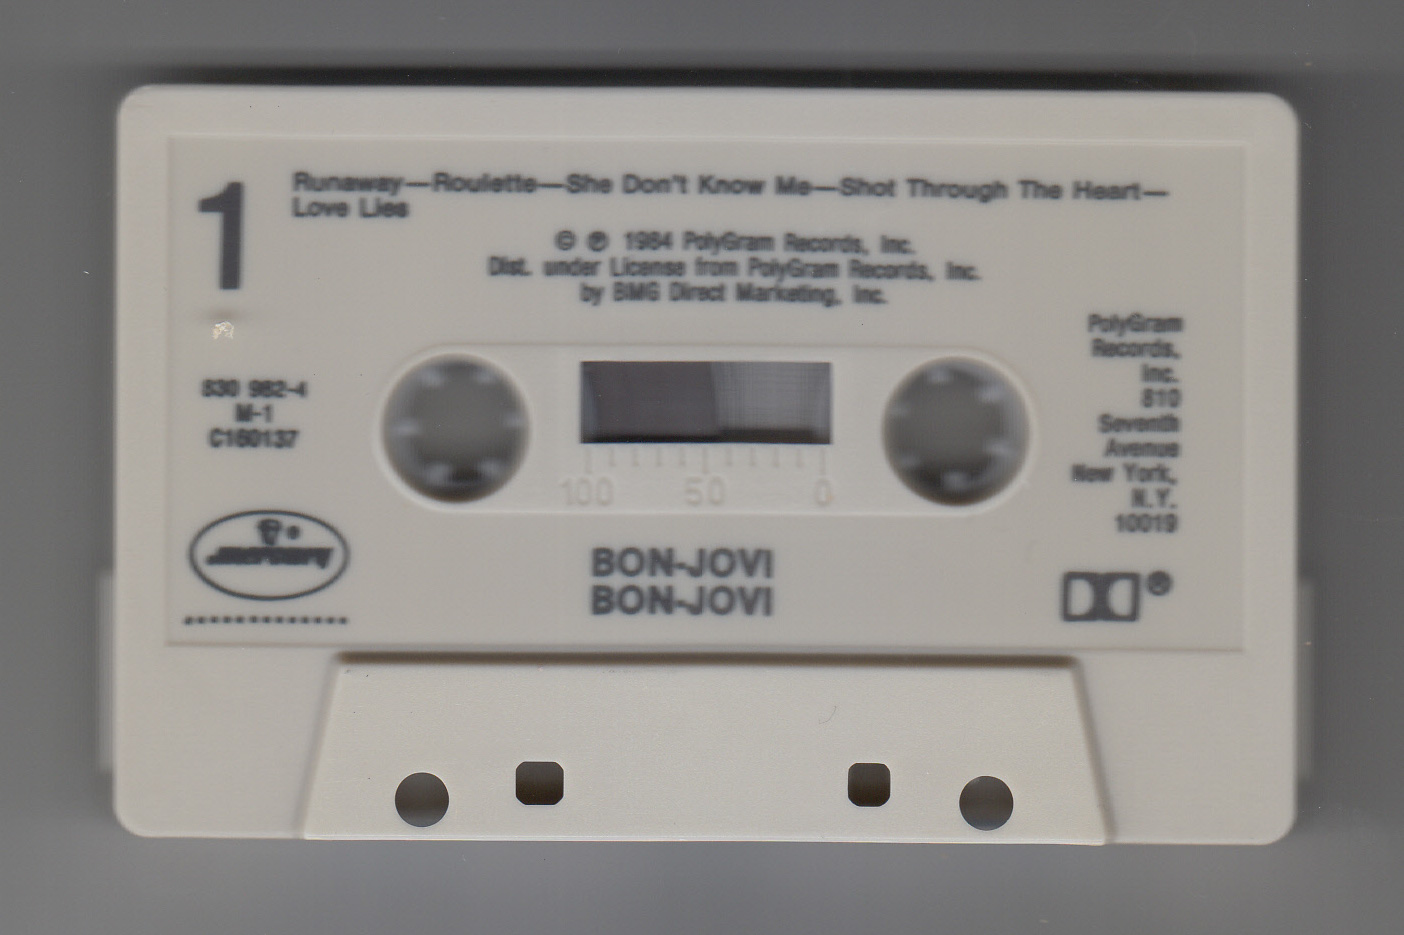 1
Runaway—Roulette—She Don't Know Me—Shot Through The Heart—
Love Lies
© ℗ 1984 PolyGram Records, Inc.
Dist. under License from PolyGram Records, Inc.
by BMG Direct Marketing, Inc.
PolyGram
Records,
Inc.
810
Seventh
Avenue
New York,
N.Y.
10019
830 982-4
M-1
C160137
100 50 0
mercury
BON-JOVI
BON-JOVI
®